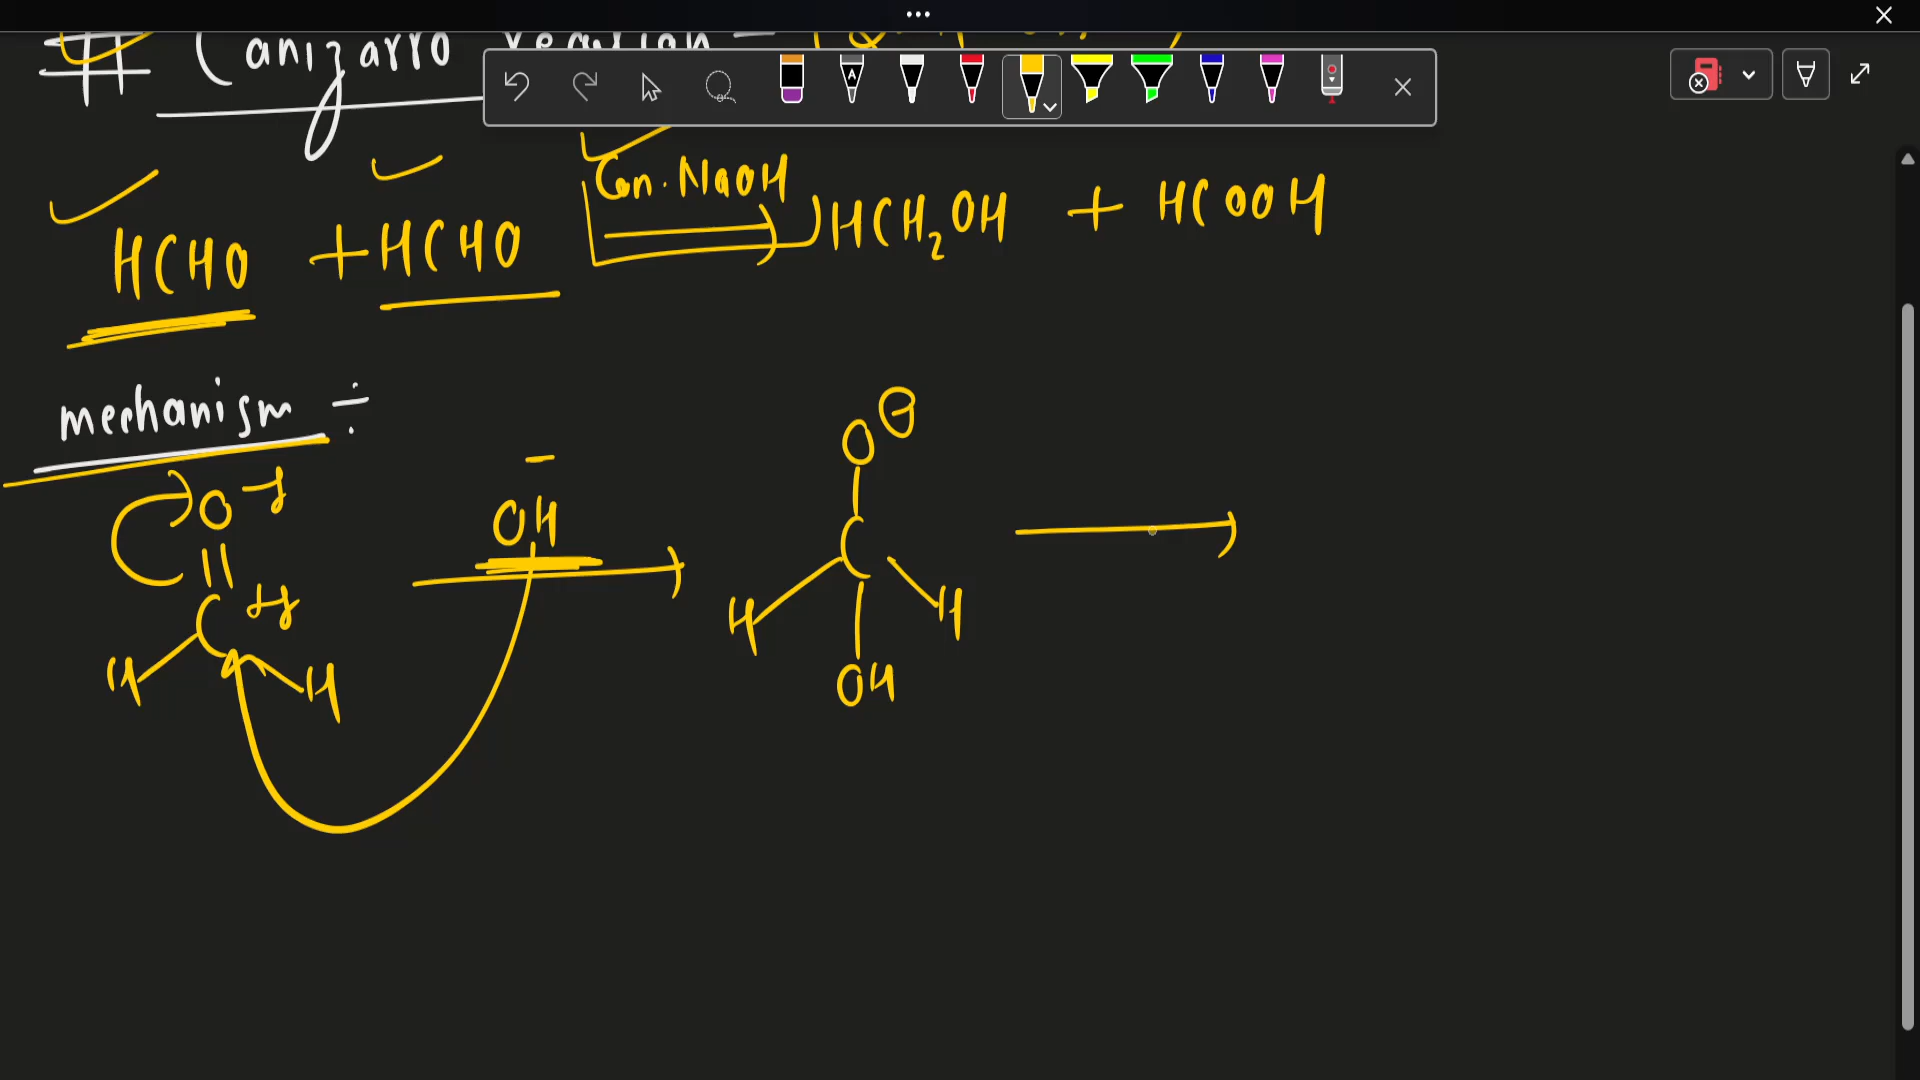 # Canizarro
HCHO + HCHO Con. NaOH HCH₂OH + HCOOH
mechanism ÷
O -δ
C +δ
H H
OH -
O ⊖
C
H H
OH